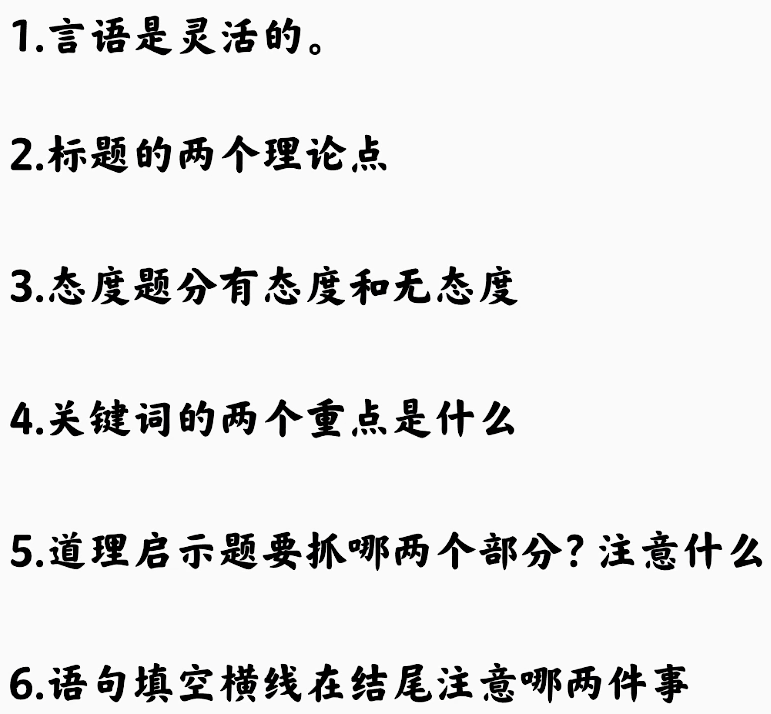 1.言语是灵活的。
2.标题的两个理论点
3.态度题分有态度和无态度
4.关键词的两个重点是什么
5.道理启示题要抓哪两个部分? 注意什么
6.语句填空横线在结尾注意哪两件事